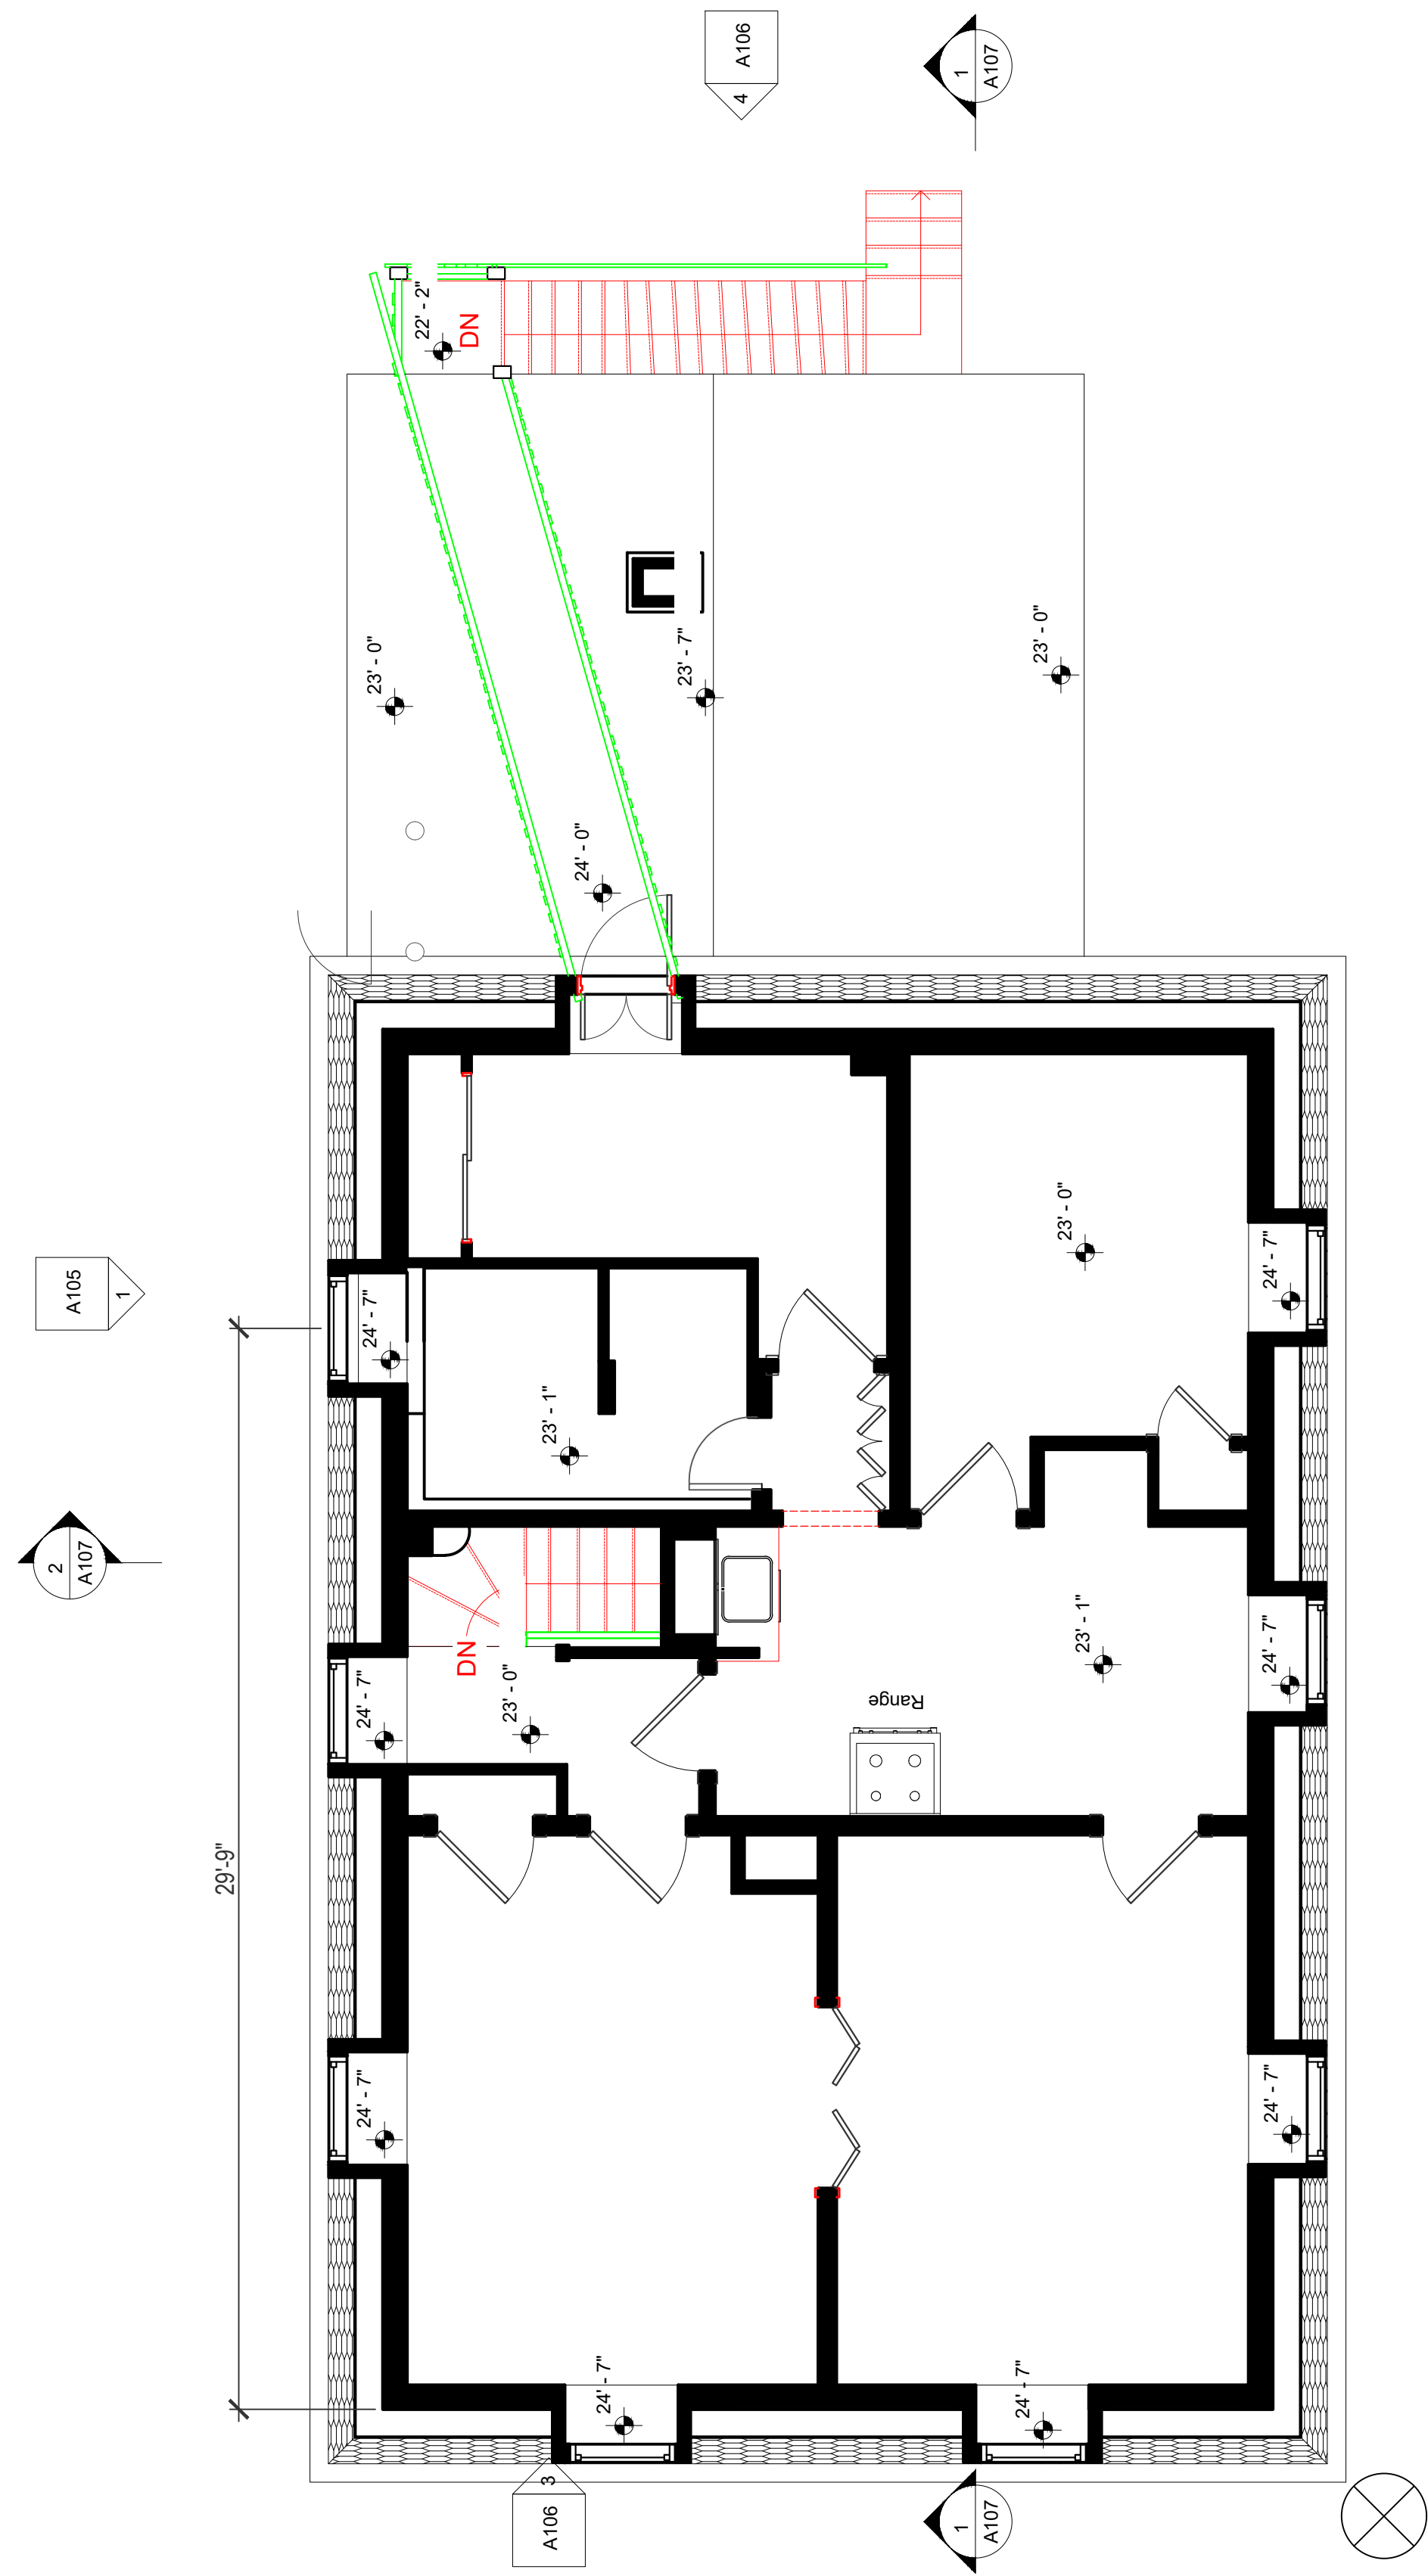 A106
4
1
A107
22' - 2"
DN
23' - 0"
23' - 7"
23' - 0"
24' - 0"
A105
1
23' - 0"
24' - 7"
24' - 7"
23' - 1"
2
A107
DN
23' - 0"
24' - 7"
23' - 1"
24' - 7"
Range
29'-9"
24' - 7"
24' - 7"
24' - 7"
24' - 7"
3
A106
1
A107